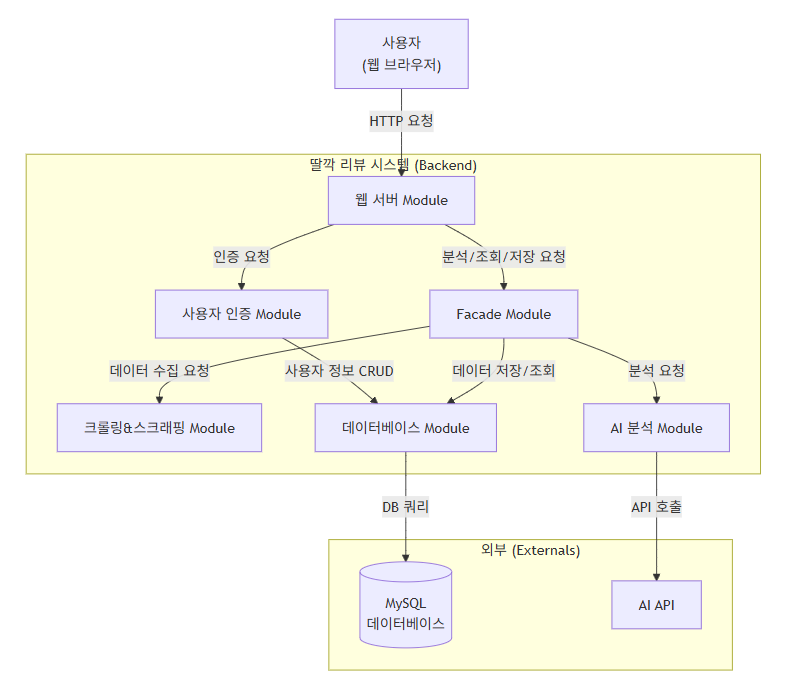 사용자
(웹 브라우저)
HTTP 요청
딸깍 리뷰 시스템 (Backend)
웹 서버 Module
인증 요청
분석/조회/저장 요청
사용자 인증 Module
Facade Module
데이터 수집 요청
사용자 정보 CRUD
데이터 저장/조회
분석 요청
크롤링&스크래핑 Module
데이터베이스 Module
AI 분석 Module
DB 쿼리
API 호출
외부 (Externals)
MySQL
데이터베이스
AI API